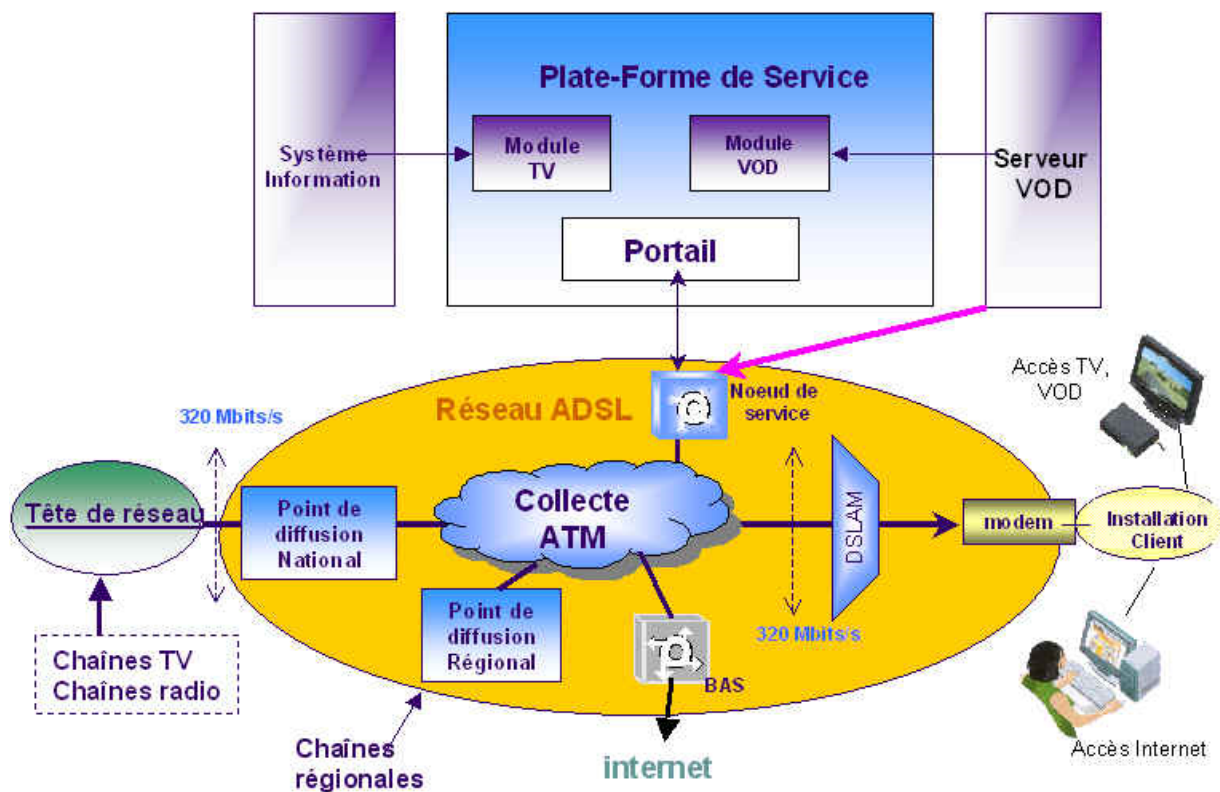 Plate-Forme de Service
Système
Information
Module
TV
Module
VOD
Serveur
VOD
Portail
Réseau ADSL
Noeud de
service
Accès TV,
VOD
320 Mbits/s
Tête de réseau
Point de
diffusion
National
Collecte
ATM
DSLAM
modem
Installation
Client
Point de
diffusion
Régional
320 Mbits/s
BAS
Chaînes TV
Chaînes radio
Chaînes
régionales
internet
Accès Internet